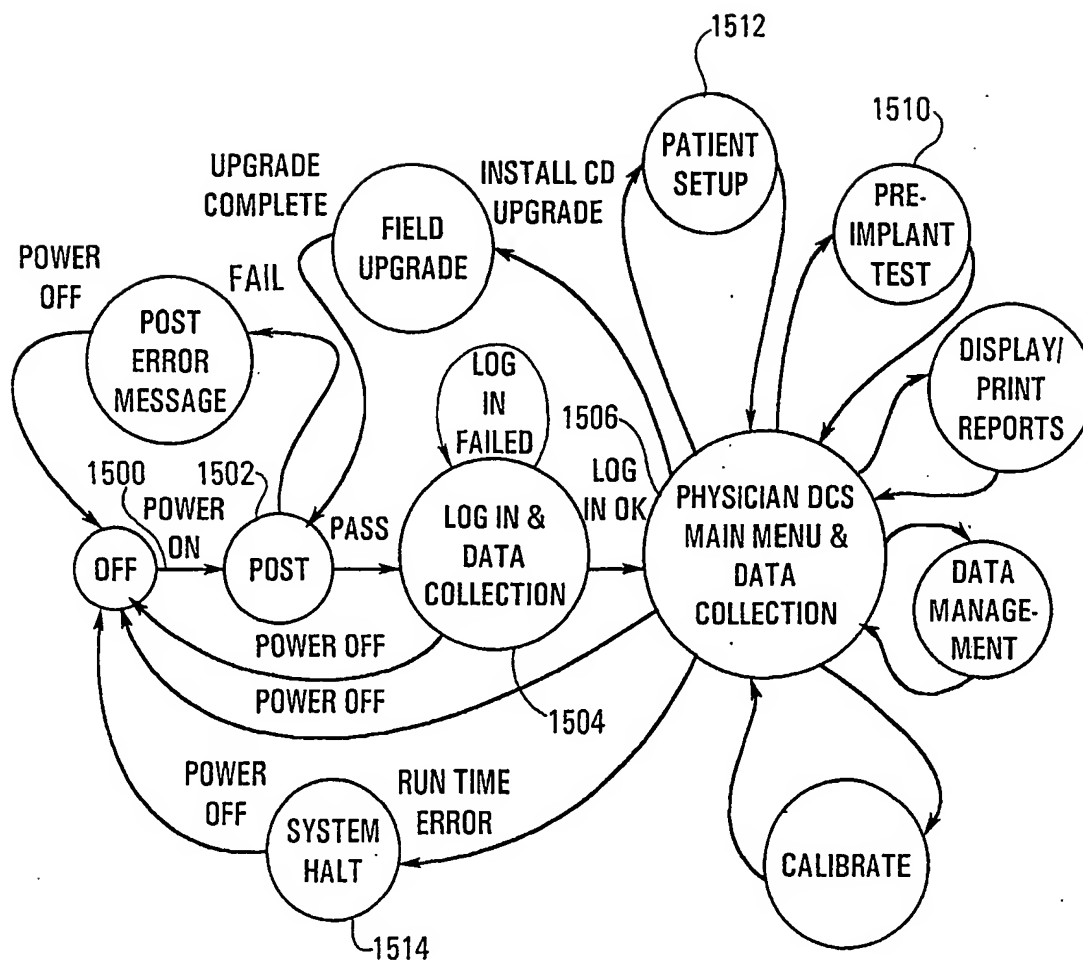 1512
PATIENT
SETUP
1510
PRE-
IMPLANT
TEST
UPGRADE
COMPLETE
INSTALL CD
UPGRADE
FIELD
UPGRADE
POWER
OFF
FAIL
POST
ERROR
MESSAGE
DISPLAY/
PRINT
REPORTS
LOG
IN
FAILED
1506
LOG
IN OK
1500
1502
POWER
ON
OFF
POST
PASS
LOG IN &
DATA
COLLECTION
PHYSICIAN DCS
MAIN MENU &
DATA
COLLECTION
DATA
MANAGE-
MENT
POWER OFF
POWER OFF
1504
POWER
OFF
RUN TIME
ERROR
SYSTEM
HALT
1514
CALIBRATE